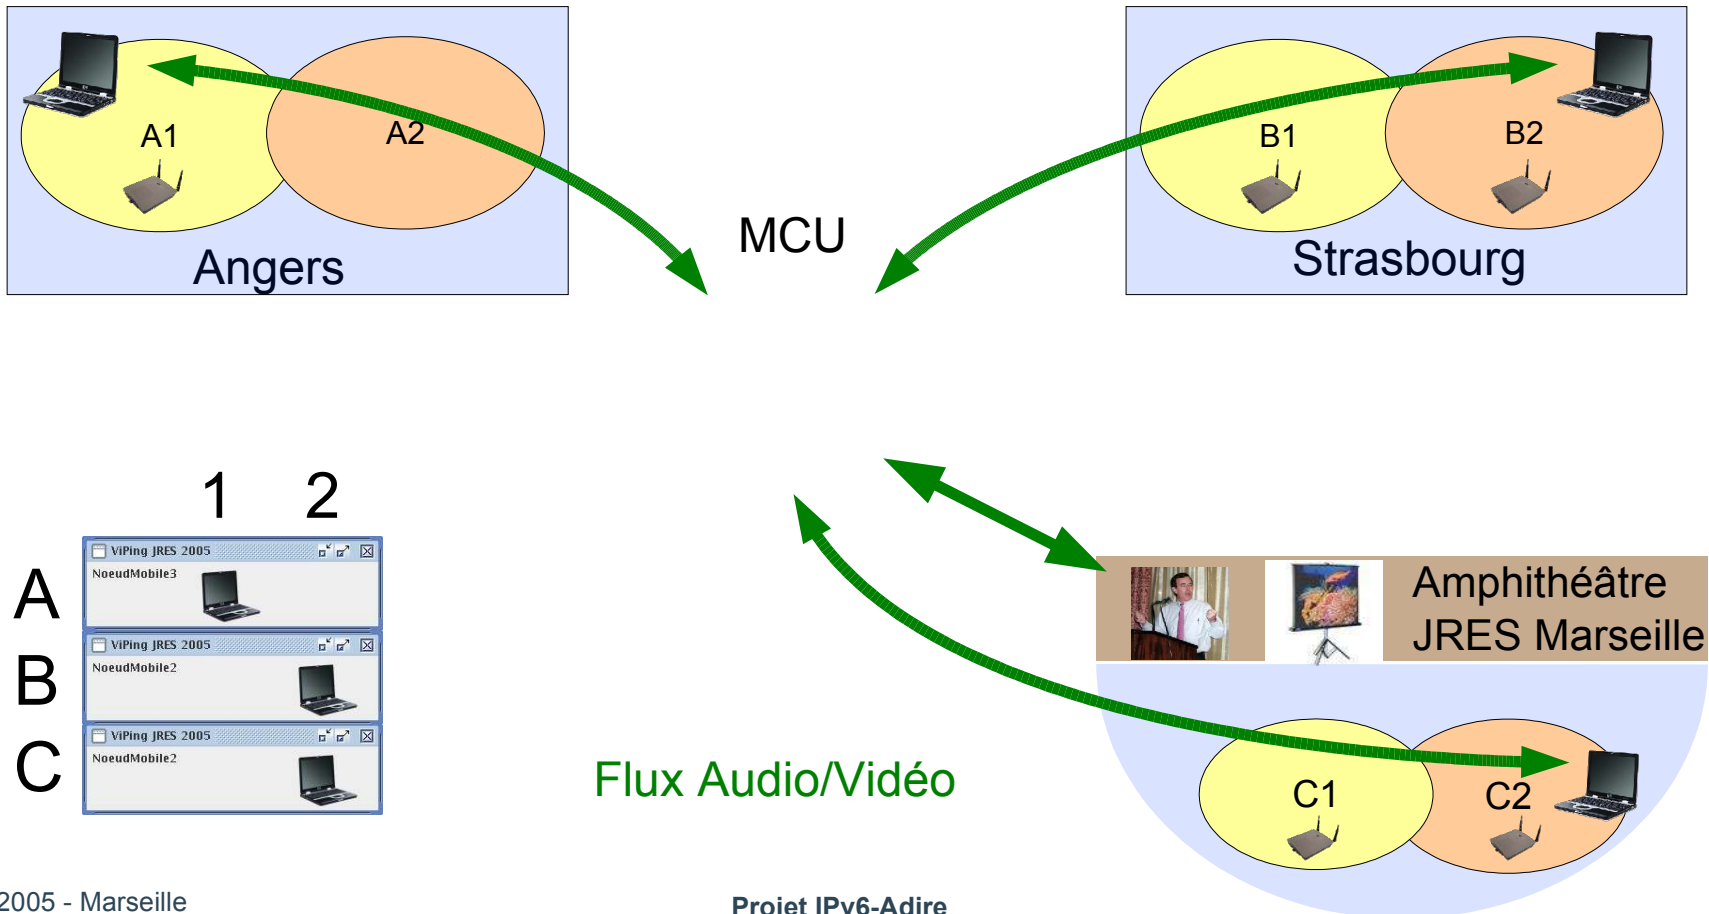 A1
A2
Angers
MCU
B1
B2
Strasbourg
1 2
A
ViPing JRES 2005
NoeudMobile3
B
ViPing JRES 2005
NoeudMobile2
C
ViPing JRES 2005
NoeudMobile2
Flux Audio/Vidéo
Amphithéâtre
JRES Marseille
C1
C2
2005 - Marseille
Projet IPv6-Adire